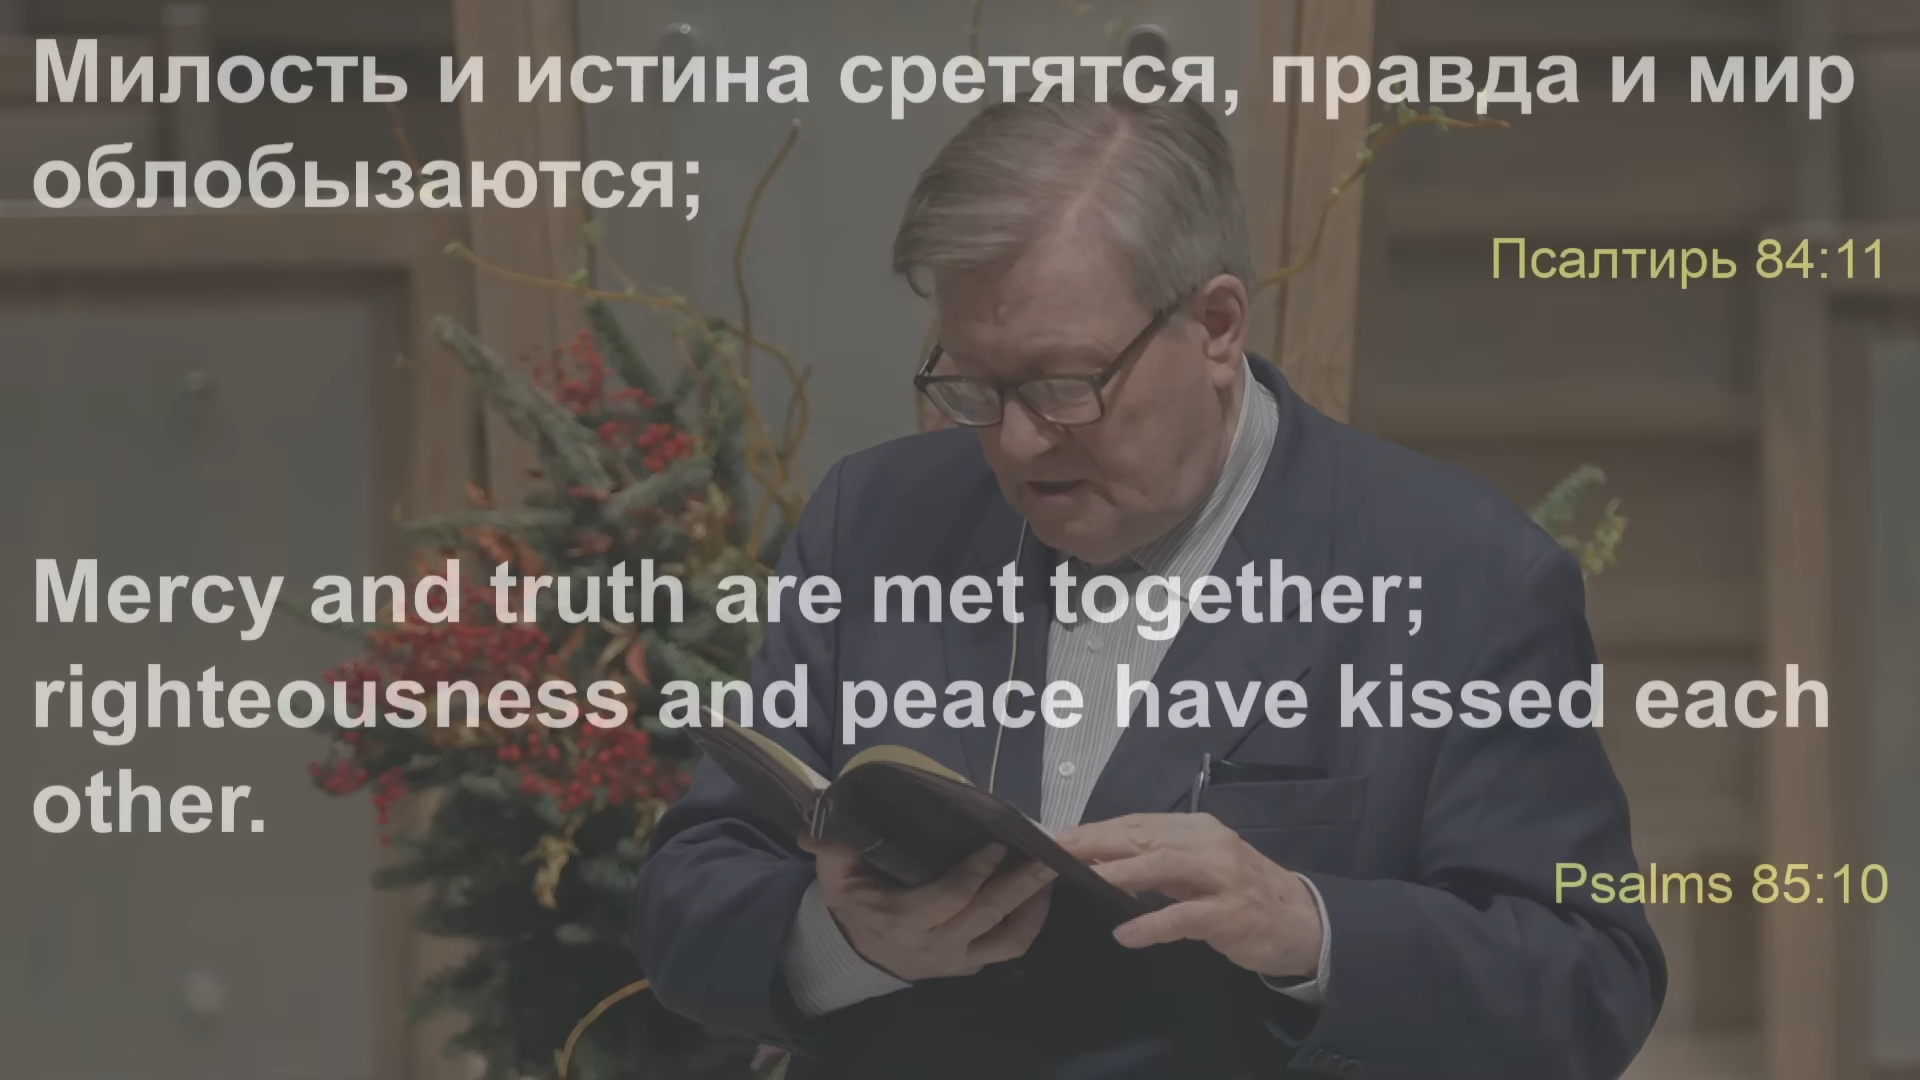 Милость и истина сретятся, правда и мир
облобызаются;
Псалтирь 84:11
Mercy and truth are met together;
righteousness and peace have kissed each
other.
Psalms 85:10